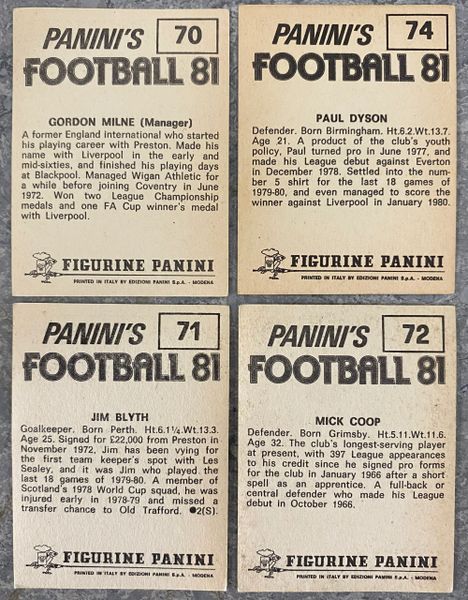 PANINI'S 70
FOOTBALL 81
GORDON MILNE (Manager)
A former England international who started
his playing career with Preston. Made his
name with Liverpool in the early and
mid-sixties, and finished his playing days
at Blackpool. Managed Wigan Athletic for
a while before joining Coventry in June
1972. Won two League Championship
medals and one FA Cup winner's medal
with Liverpool.
FIGURINE PANINI
PRINTED IN ITALY BY EDIZIONI PANINI S.p.A. - MODENA
PANINI'S 74
FOOTBALL 81
PAUL DYSON
Defender. Born Birmingham. Ht.6.2.Wt.13.7.
Age 21. A product of the club's youth
policy, Paul turned pro in June 1977, and
made his League debut against Everton
in December 1978. Settled into the num-
ber 5 shirt for the last 18 games of
1979-80, and even managed to score the
winner against Liverpool in January 1980.
FIGURINE PANINI
PRINTED IN ITALY BY EDIZIONI PANINI S.p.A. - MODENA
PANINI'S 71
FOOTBALL 81
JIM BLYTH
Goalkeeper. Born Perth. Ht.6.1¼.Wt.13.3.
Age 25. Signed for £22,000 from Preston in
November 1972, Jim has been vying for
the first team keeper's spot with Les
Sealey, and it was Jim who played the
last 18 games of 1979-80. A member of
Scotland's 1978 World Cup squad, he was
injured early in 1978-79 and missed a
transfer chance to Old Trafford. ●2(S).
FIGURINE PANINI
PRINTED IN ITALY BY EDIZIONI PANINI S.p.A. - MODENA
PANINI'S 72
FOOTBALL 81
MICK COOP
Defender. Born Grimsby. Ht.5.11.Wt.11.6.
Age 32. The club's longest-serving player
at present, with 397 League appearances
to his credit since he signed pro forms
for the club in January 1966 after a short
spell as an apprentice. A full-back or
central defender who made his League
debut in October 1966.
FIGURINE PANINI
PRINTED IN ITALY BY EDIZIONI PANINI S.p.A. - MODENA